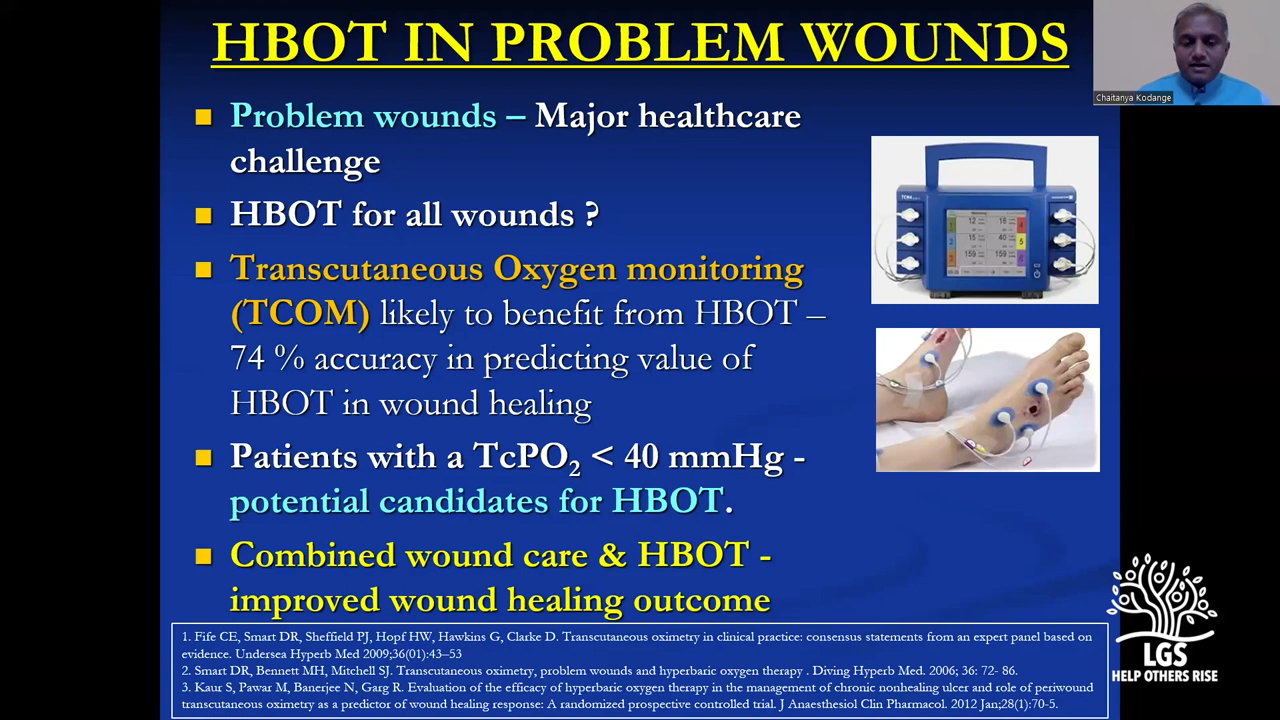 HBOT IN PROBLEM WOUNDS
Chaitanya Kodange
Problem wounds – Major healthcare
challenge
HBOT for all wounds ?
Transcutaneous Oxygen monitoring
(TCOM) likely to benefit from HBOT –
74 % accuracy in predicting value of
HBOT in wound healing
Patients with a TcPO₂ < 40 mmHg -
potential candidates for HBOT.
Combined wound care & HBOT -
improved wound healing outcome
TCM
12
18
15
40
5
159
159
1. Fife CE, Smart DR, Sheffield PJ, Hopf HW, Hawkins G, Clarke D. Transcutaneous oximetry in clinical practice: consensus statements from an expert panel based on
evidence. Undersea Hyperb Med 2009;36(01):43–53
2. Smart DR, Bennett MH, Mitchell SJ. Transcutaneous oximetry, problem wounds and hyperbaric oxygen therapy . Diving Hyperb Med. 2006; 36: 72- 86.
3. Kaur S, Pawar M, Banerjee N, Garg R. Evaluation of the efficacy of hyperbaric oxygen therapy in the management of chronic nonhealing ulcer and role of periwound
transcutaneous oximetry as a predictor of wound healing response: A randomized prospective controlled trial. J Anaesthesiol Clin Pharmacol. 2012 Jan;28(1):70-5.
LGS
HELP OTHERS RISE